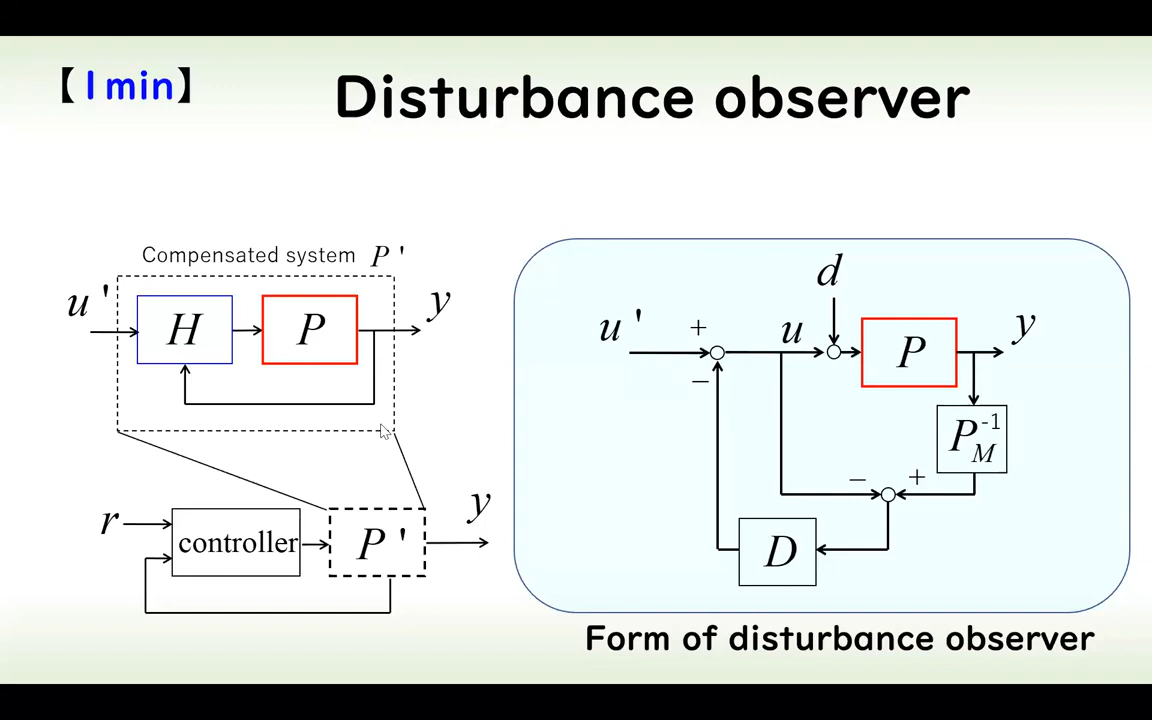 【1min】
Disturbance observer
Compensated system P '
u '
H
P
y
r
controller
P '
y
d
u '
+
u
P
y
−
P_M^{-1}
−
+
D
Form of disturbance observer